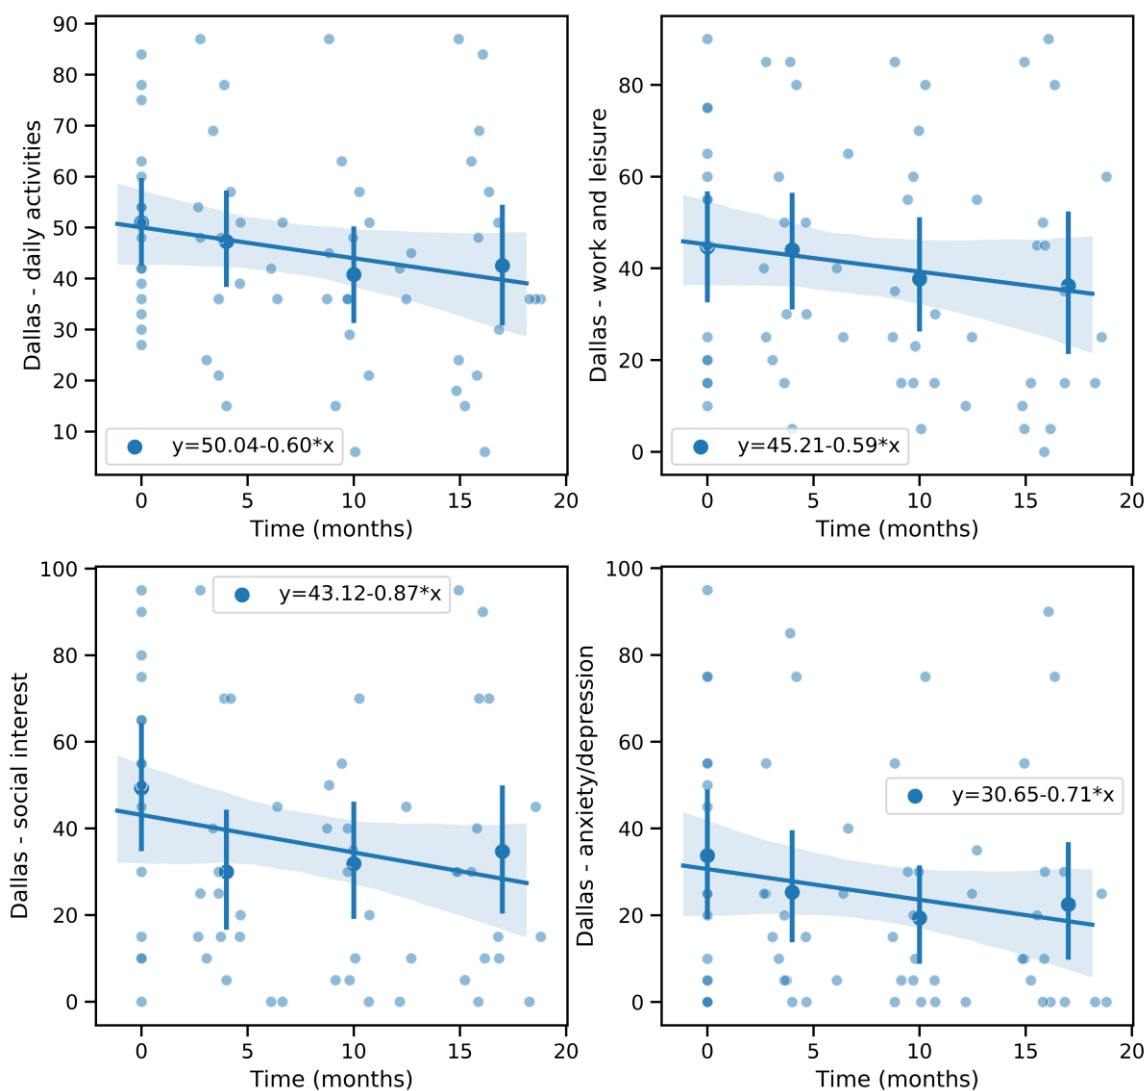 90
80
70
60
50
40
30
20
10
Dallas - daily activities
y=50.04-0.60*x
0 5 10 15 20
Time (months)
80
60
40
20
0
Dallas - work and leisure
y=45.21-0.59*x
0 5 10 15 20
Time (months)
100
80
60
40
20
0
Dallas - social interest
y=43.12-0.87*x
0 5 10 15 20
Time (months)
100
80
60
40
20
0
Dallas - anxiety/depression
y=30.65-0.71*x
0 5 10 15 20
Time (months)